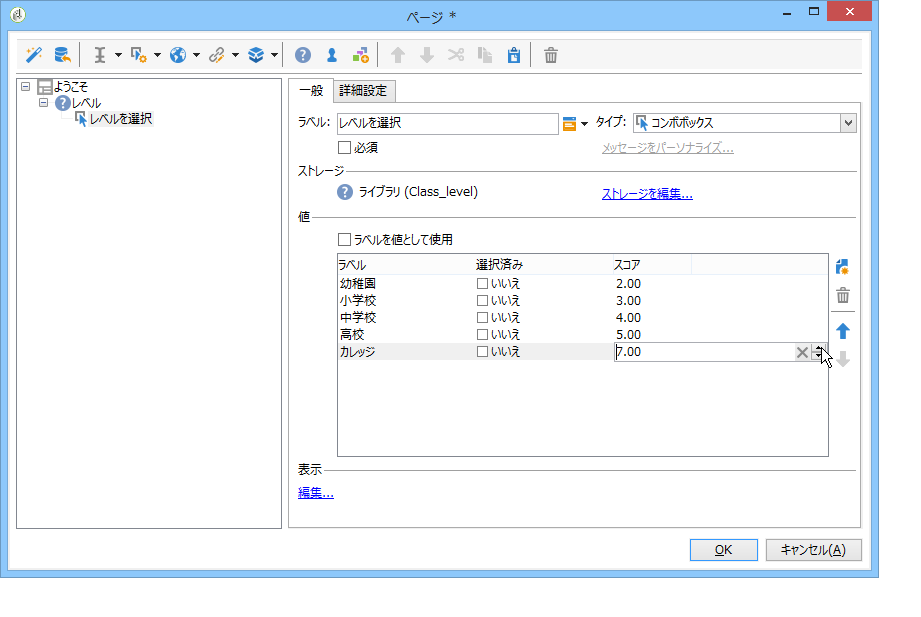 ページ *
ようこそ
レベル
レベルを選択
一般 詳細設定
ラベル: レベルを選択 タイプ: コンボボックス
必須 メッセージをパーソナライズ...
ストレージ
ライブラリ (Class_level) ストレージを編集...
値
ラベルを値として使用
ラベル 選択済み スコア
幼稚園 いいえ 2.00
小学校 いいえ 3.00
中学校 いいえ 4.00
高校 いいえ 5.00
カレッジ いいえ 7.00
表示
編集...
OK キャンセル(A)